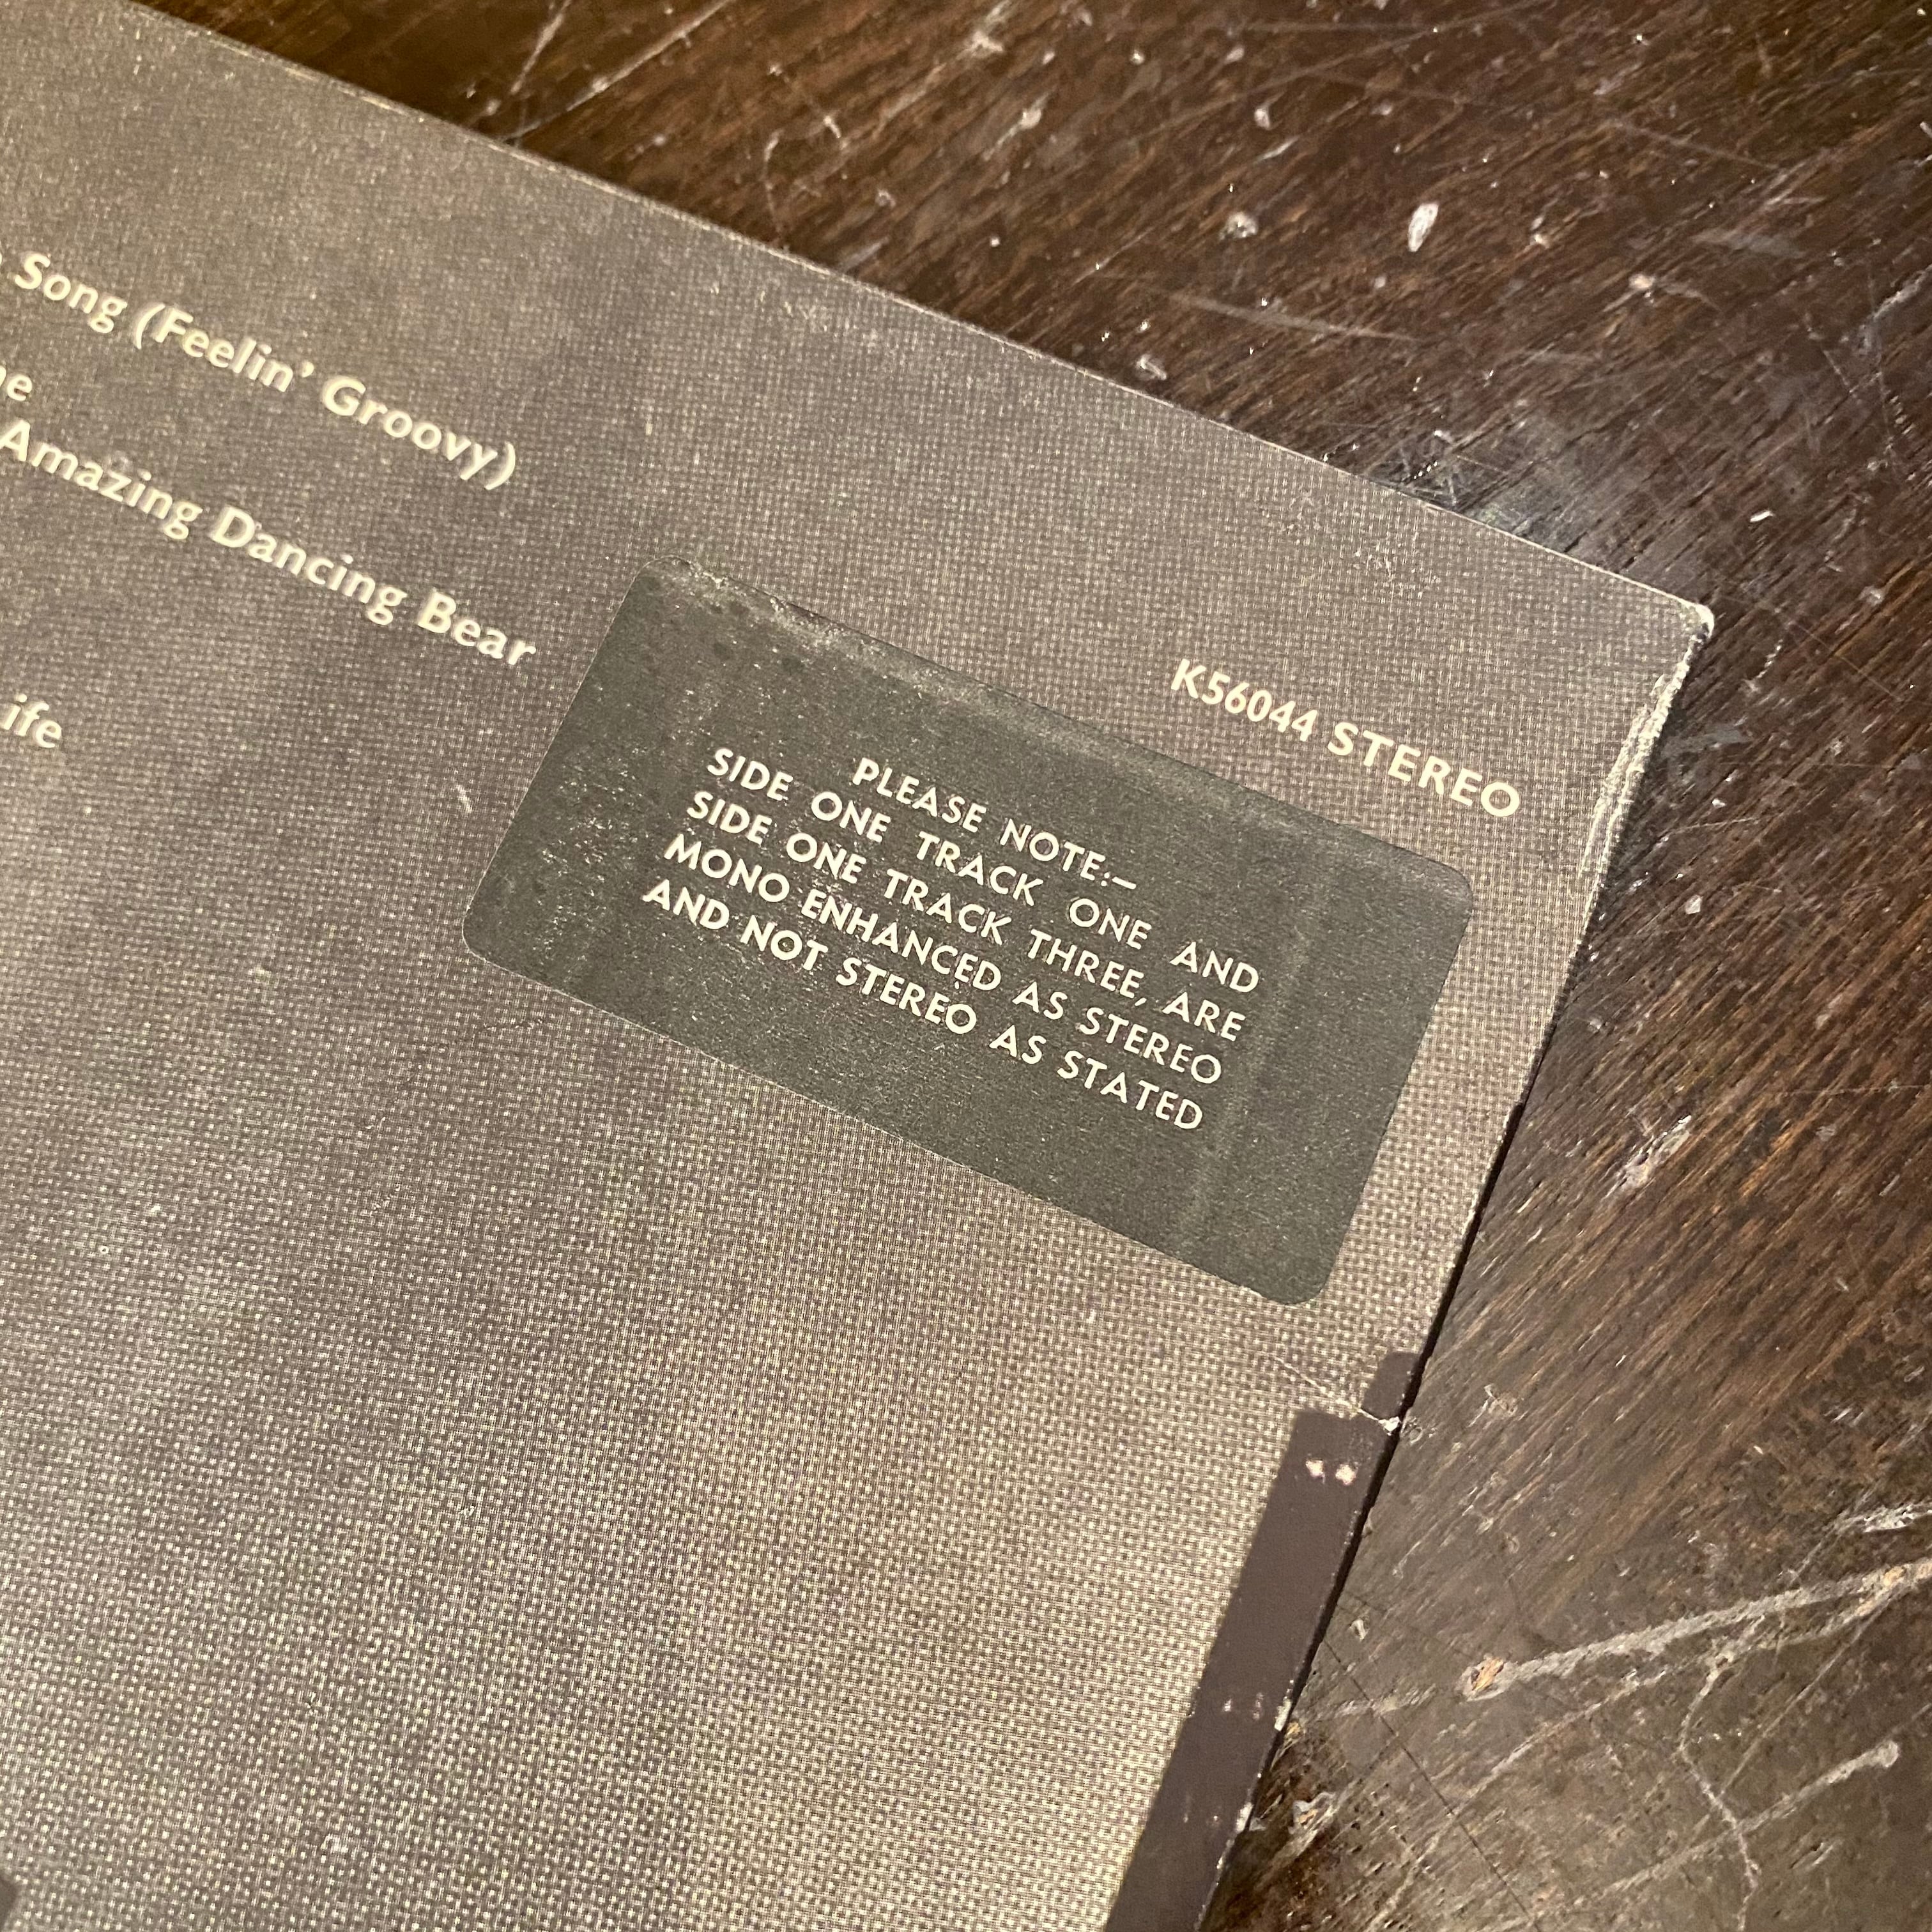 Song (Feelin' Groovy)
Amazing Dancing Bear
K56044 STEREO
PLEASE NOTE:–
SIDE ONE TRACK ONE AND
SIDE ONE TRACK THREE, ARE
MONO ENHANCED AS STEREO
AND NOT STEREO AS STATED